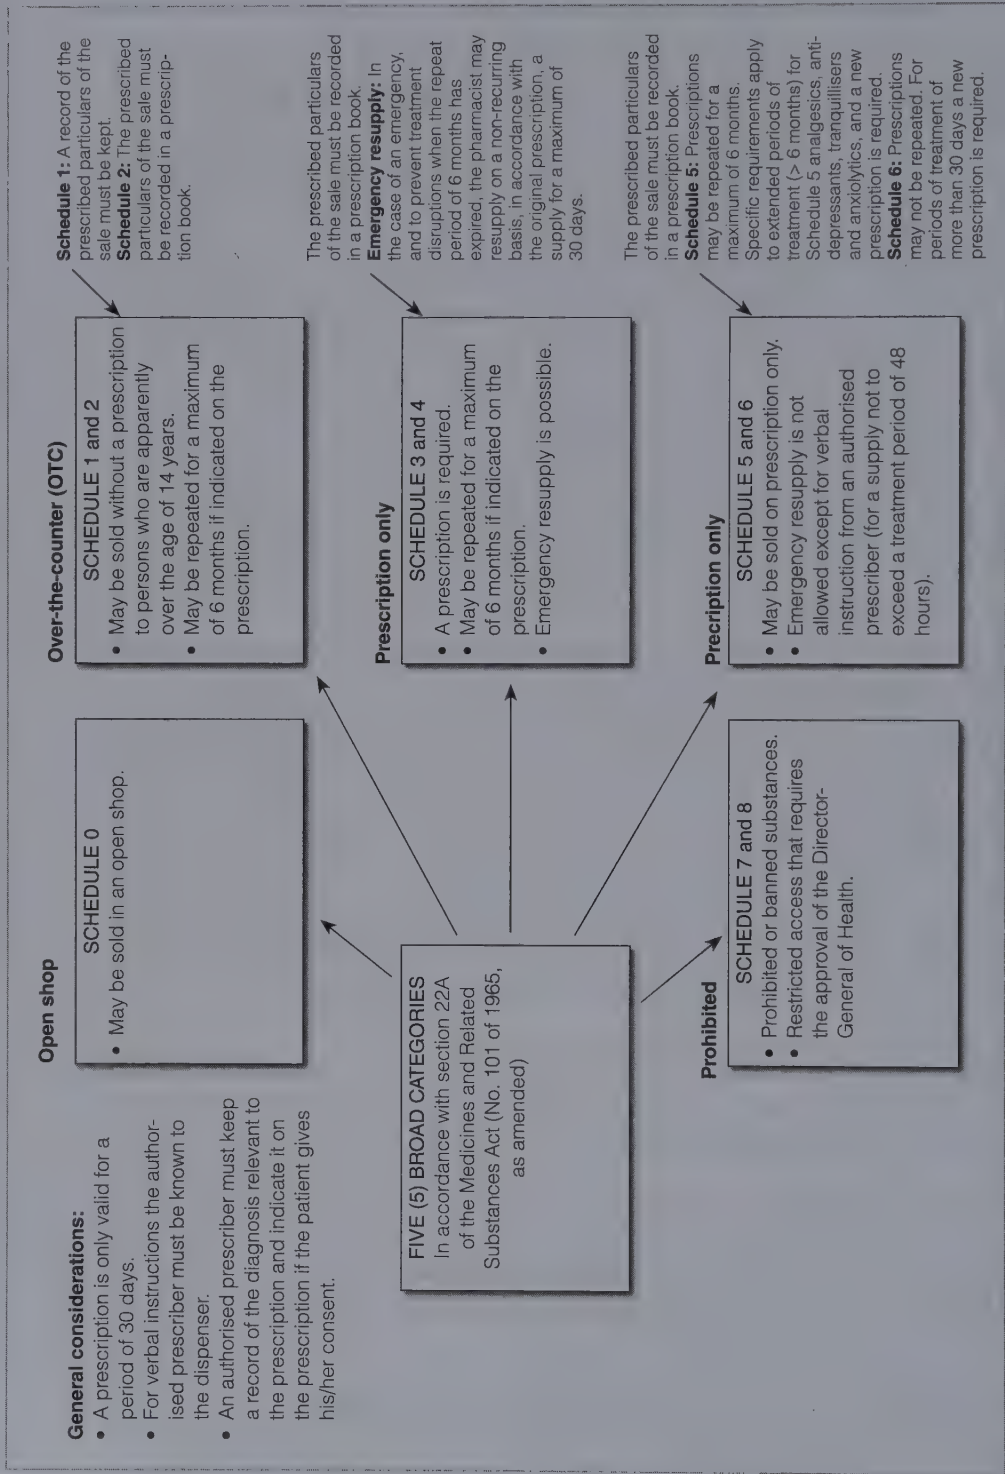 General considerations:
• A prescription is only valid for a
period of 30 days.
• For verbal instructions the author-
ised prescriber must be known to
the dispenser.
• An authorised prescriber must keep
a record of the diagnosis relevant to
the prescription and indicate it on
the prescription if the patient gives
his/her consent.
FIVE (5) BROAD CATEGORIES
In accordance with section 22A
of the Medicines and Related
Substances Act (No. 101 of 1965,
as amended)
Open shop
SCHEDULE 0
• May be sold in an open shop.
Over-the-counter (OTC)
SCHEDULE 1 and 2
• May be sold without a prescription
to persons who are apparently
over the age of 14 years.
• May be repeated for a maximum
of 6 months if indicated on the
prescription.
Schedule 1: A record of the
prescribed particulars of the
sale must be kept.
Schedule 2: The prescribed
particulars of the sale must
be recorded in a prescrip-
tion book.
Prescription only
SCHEDULE 3 and 4
• A prescription is required.
• May be repeated for a maximum
of 6 months if indicated on the
prescription.
• Emergency resupply is possible.
The prescribed particulars
of the sale must be recorded
in a prescription book.
Emergency resupply: In
the case of an emergency,
and to prevent treatment
disruptions when the repeat
period of 6 months has
expired, the pharmacist may
resupply on a non-recurring
basis, in accordance with
the original prescription, a
supply for a maximum of
30 days.
Precription only
SCHEDULE 5 and 6
• May be sold on prescription only.
• Emergency resupply is not
allowed except for verbal
instruction from an authorised
prescriber (for a supply not to
exceed a treatment period of 48
hours).
The prescribed particulars
of the sale must be recorded
in a prescription book.
Schedule 5: Prescriptions
may be repeated for a
maximum of 6 months.
Specific requirements apply
to extended periods of
treatment (> 6 months) for
Schedule 5 analgesics, anti-
depressants, tranquillisers
and anxiolytics, and a new
prescription is required.
Schedule 6: Prescriptions
may not be repeated. For
periods of treatment of
more than 30 days a new
prescription is required.
Prohibited
SCHEDULE 7 and 8
• Prohibited or banned substances.
• Restricted access that requires
the approval of the Director-
General of Health.